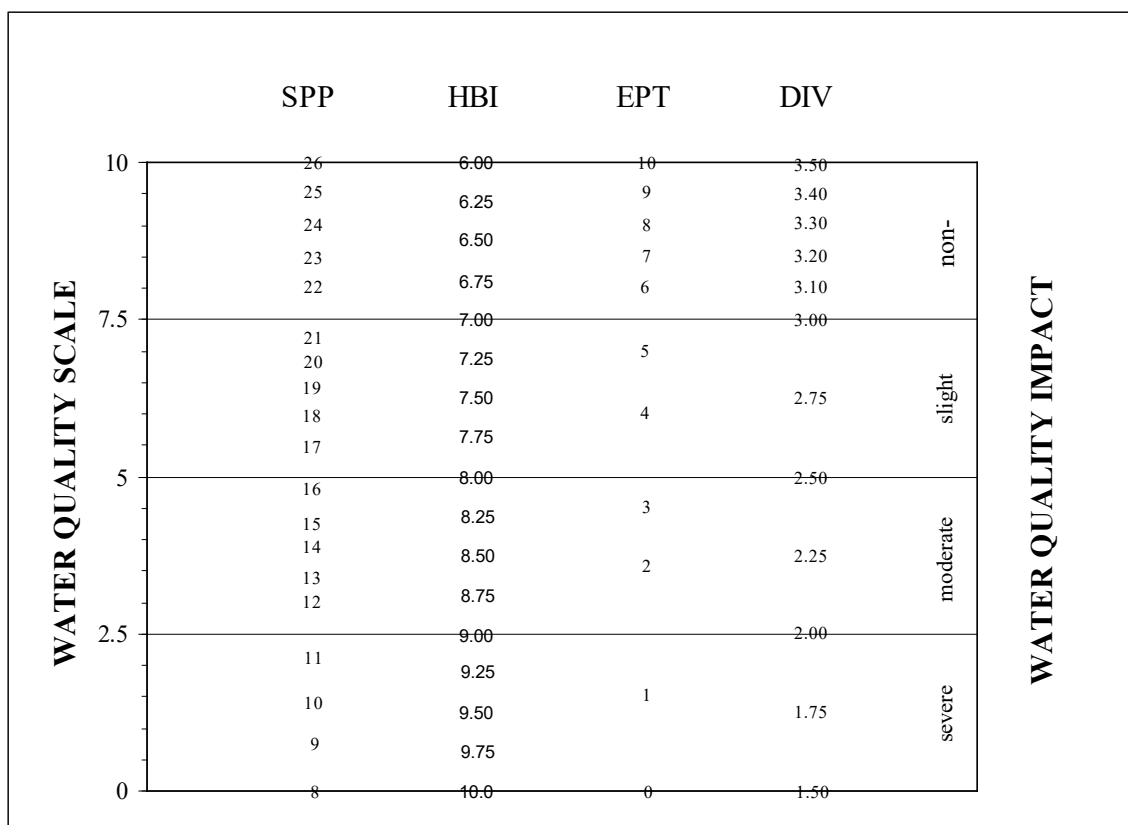 SPP HBI EPT DIV
10 26 6.00 10 3.50
25 9 3.40
6.25
24 8 3.30
6.50
23 7 3.20
6.75
22 6 3.10
non-
7.5 7.00 3.00
21
5
20 7.25
19
7.50 2.75
18 4
7.75
17
slight
5 8.00 2.50
16
3
8.25
15
14
8.50 2.25
2
13
8.75
12
moderate
2.5 9.00 2.00
11
9.25
1
10
9.50 1.75
9
9.75
severe
0 8 10.0 0 1.50
WATER QUALITY SCALE
WATER QUALITY IMPACT